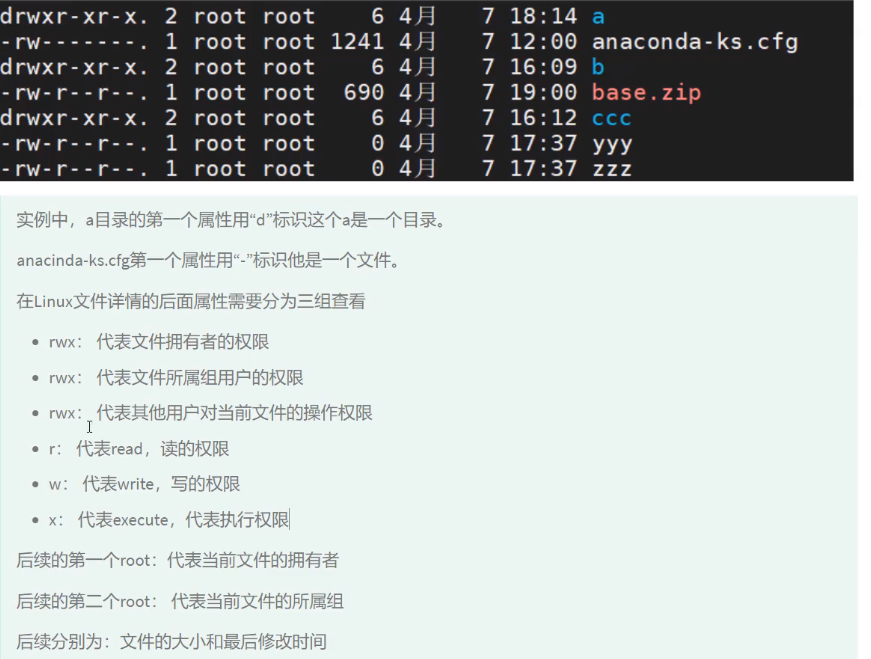 drwxr-xr-x. 2 root root    6 4月   7 18:14 a
-rw-------. 1 root root 1241 4月   7 12:00 anaconda-ks.cfg
drwxr-xr-x. 2 root root    6 4月   7 16:09 b
-rw-r--r--. 1 root root  690 4月   7 19:00 base.zip
drwxr-xr-x. 2 root root    6 4月   7 16:12 ccc
-rw-r--r--. 1 root root    0 4月   7 17:37 yyy
-rw-r--r--. 1 root root    0 4月   7 17:37 zzz
实例中，a目录的第一个属性用“d”标识这个a是一个目录。
anacinda-ks.cfg第一个属性用“-”标识他是一个文件。
在Linux文件详情的后面属性需要分为三组查看
• rwx： 代表文件拥有者的权限
• rwx： 代表文件所属组用户的权限
• rwx： 代表其他用户对当前文件的操作权限
• r： 代表read，读的权限
• w： 代表write，写的权限
• x： 代表execute，代表执行权限
后续的第一个root：代表当前文件的拥有者
后续的第二个root： 代表当前文件的所属组
后续分别为：文件的大小和最后修改时间